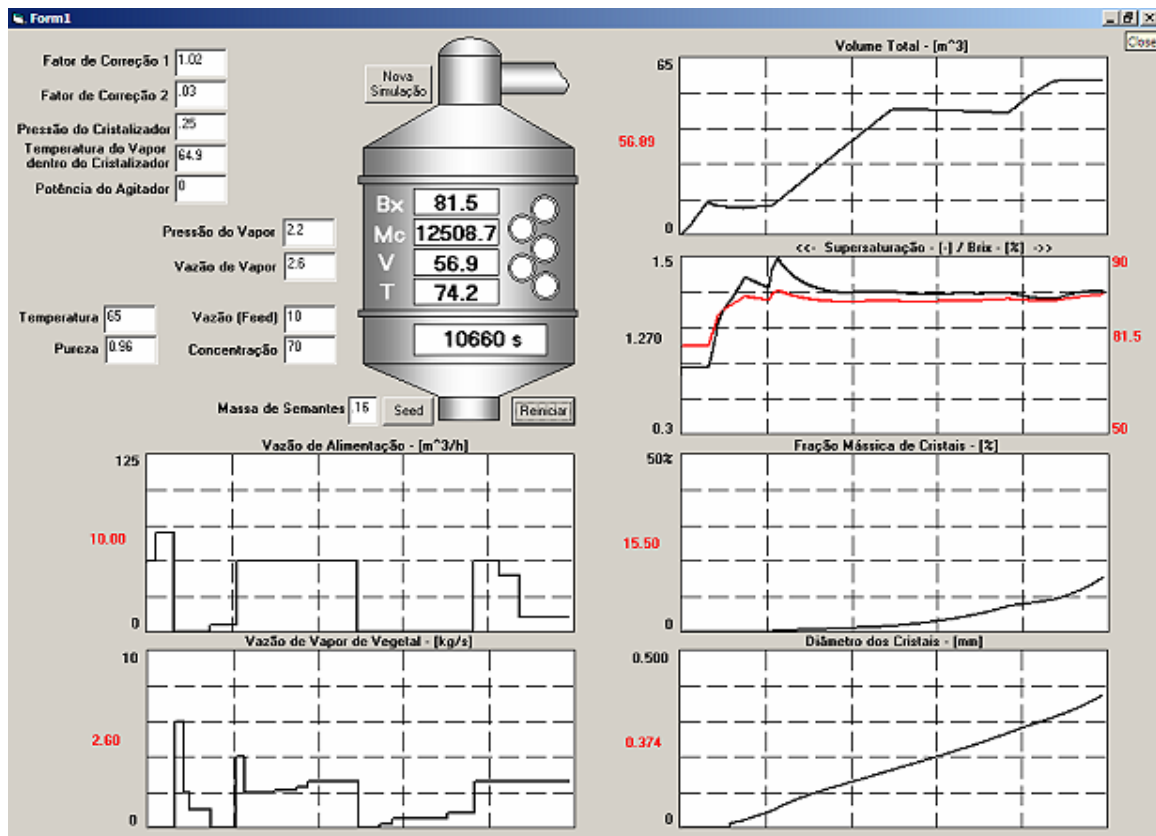 Form1
Close
Fator de Correção 1 1.02
Fator de Correção 2 .03
Pressão do Cristalizador .25
Temperatura do Vapor
dentro do Cristalizador 64.9
Potência do Agitador 0
Nova
Simulação
Pressão do Vapor 2.2
Vazão de Vapor 2.6
Temperatura 65
Vazão (Feed) 10
Pureza 0.96
Concentração 70
Bx 81.5
Mc 12508.7
V 56.9
T 74.2
10660 s
Massa de Semantes .16 Seed Reiniciar
Volume Total - [m^3]
65
56.89
0
<<- Supersaturação - [-] / Brix - [%] ->>
1.5
90
1.270
81.5
0.3
50
Vazão de Alimentação - [m^3/h]
125
10.00
0
Fração Mássica de Cristais - [%]
50%
15.50
0
Vazão de Vapor de Vegetal - [kg/s]
10
2.60
0
Diâmetro dos Cristais - [mm]
0.500
0.374
0